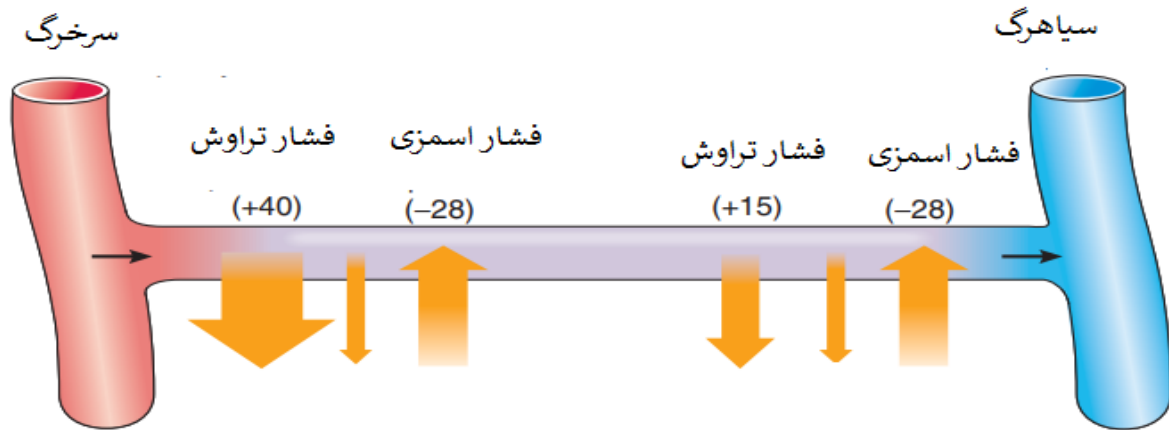 سرخرگ
سیاهرگ
فشار تراوش
فشار اسمزی
فشار تراوش
فشار اسمزی
(+40)
(–28)
(+15)
(–28)